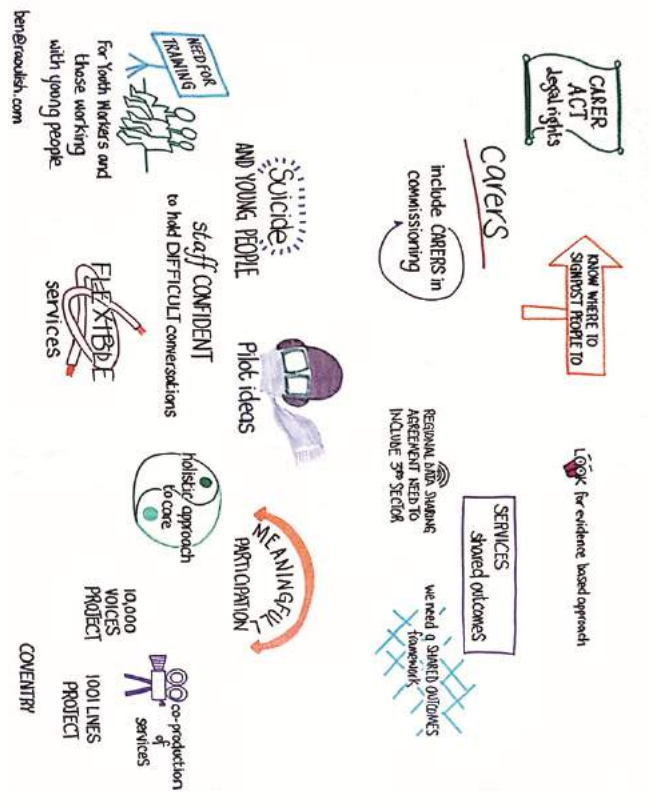 CARER
ACT
Legal rights
KNOW WHERE TO
SIGNPOST PEOPLE TO
LOOK for evidence based approach
Carers
include CARERS in
commissioning
SERVICES
shared outcomes
REGIONAL DATA SHARING
AGREEMENT NEED TO
INCLUDE 3RD SECTOR
we need a SHARED OUTCOMES
framework
Suicide
AND YOUNG PEOPLE
Pilot ideas
MEANINGFUL
PARTICIPATION
NEED FOR
TRAINING
For Youth Workers and
those working
with young people
staff CONFIDENT
to hold DIFFICULT conversations
holistic approach
to care
co-production
of
services
FLEXIBLE
services
10,000
VOICES
PROJECT
1001 LINES
PROJECT
COVENTRY
ben@raoulish.com